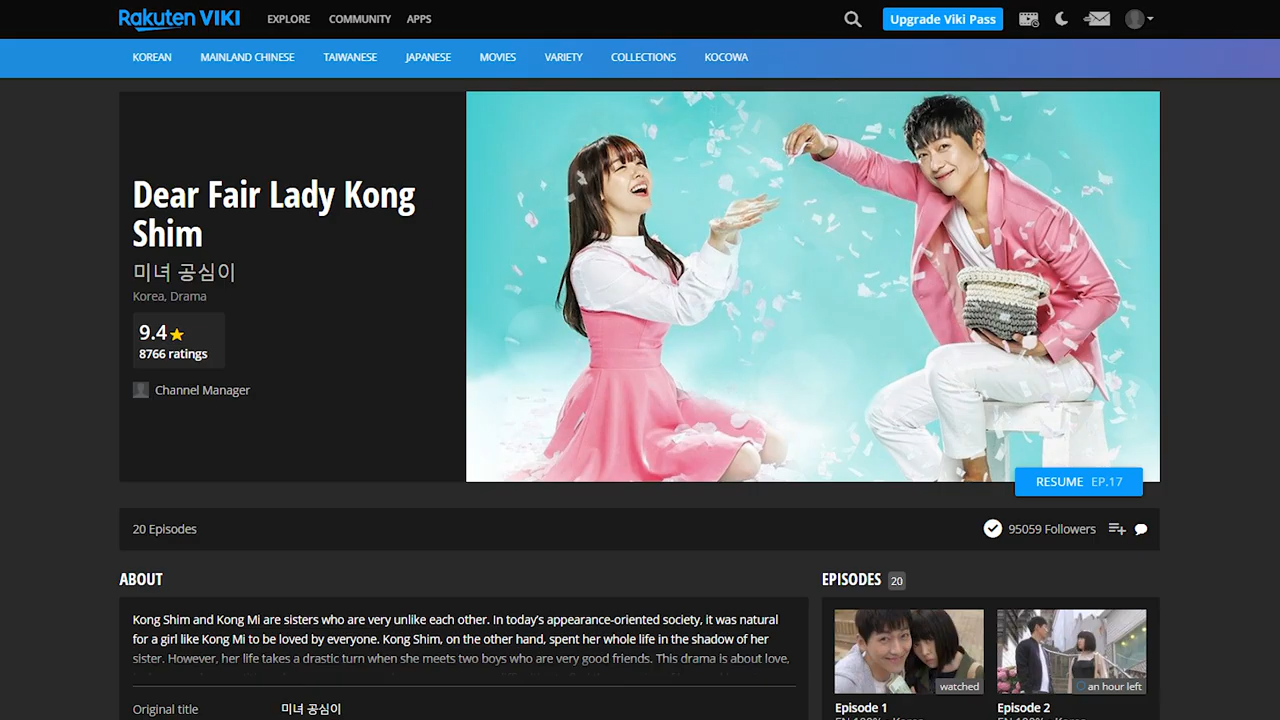 Rakuten VIKI EXPLORE COMMUNITY APPS Upgrade Viki Pass
KOREAN MAINLAND CHINESE TAIWANESE JAPANESE MOVIES VARIETY COLLECTIONS KOCOWA
Dear Fair Lady Kong
Shim
미녀 공심이
Korea, Drama
9.4
8766 ratings
Channel Manager
RESUME EP.17
20 Episodes
95059 Followers
ABOUT
Kong Shim and Kong Mi are sisters who are very unlike each other. In today's appearance-oriented society, it was natural
for a girl like Kong Mi to be loved by everyone. Kong Shim, on the other hand, spent her whole life in the shadow of her
sister. However, her life takes a drastic turn when she meets two boys who are very good friends. This drama is about love,
Original title 미녀 공심이
EPISODES 20
watched
an hour left
Episode 1
Episode 2